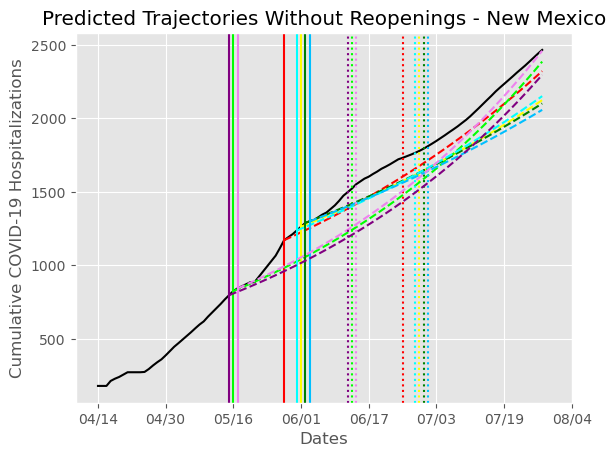 Predicted Trajectories Without Reopenings - New Mexico
Cumulative COVID-19 Hospitalizations
2500
2000
1500
1000
500
04/14 04/30 05/16 06/01 06/17 07/03 07/19 08/04
Dates